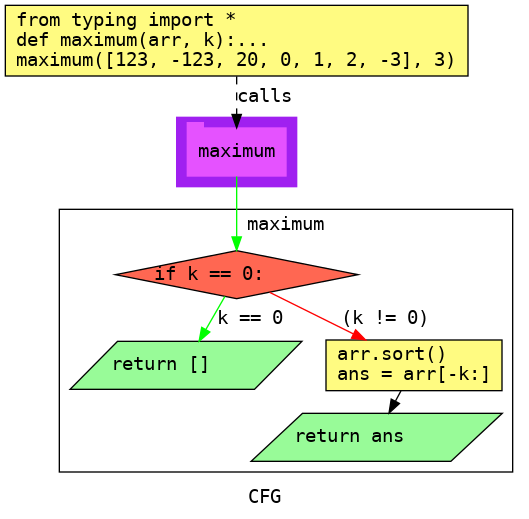 from typing import *
def maximum(arr, k):...
maximum([123, -123, 20, 0, 1, 2, -3], 3)
calls
maximum
maximum
if k == 0:
k == 0
(k != 0)
return []
arr.sort()
ans = arr[-k:]
return ans
CFG